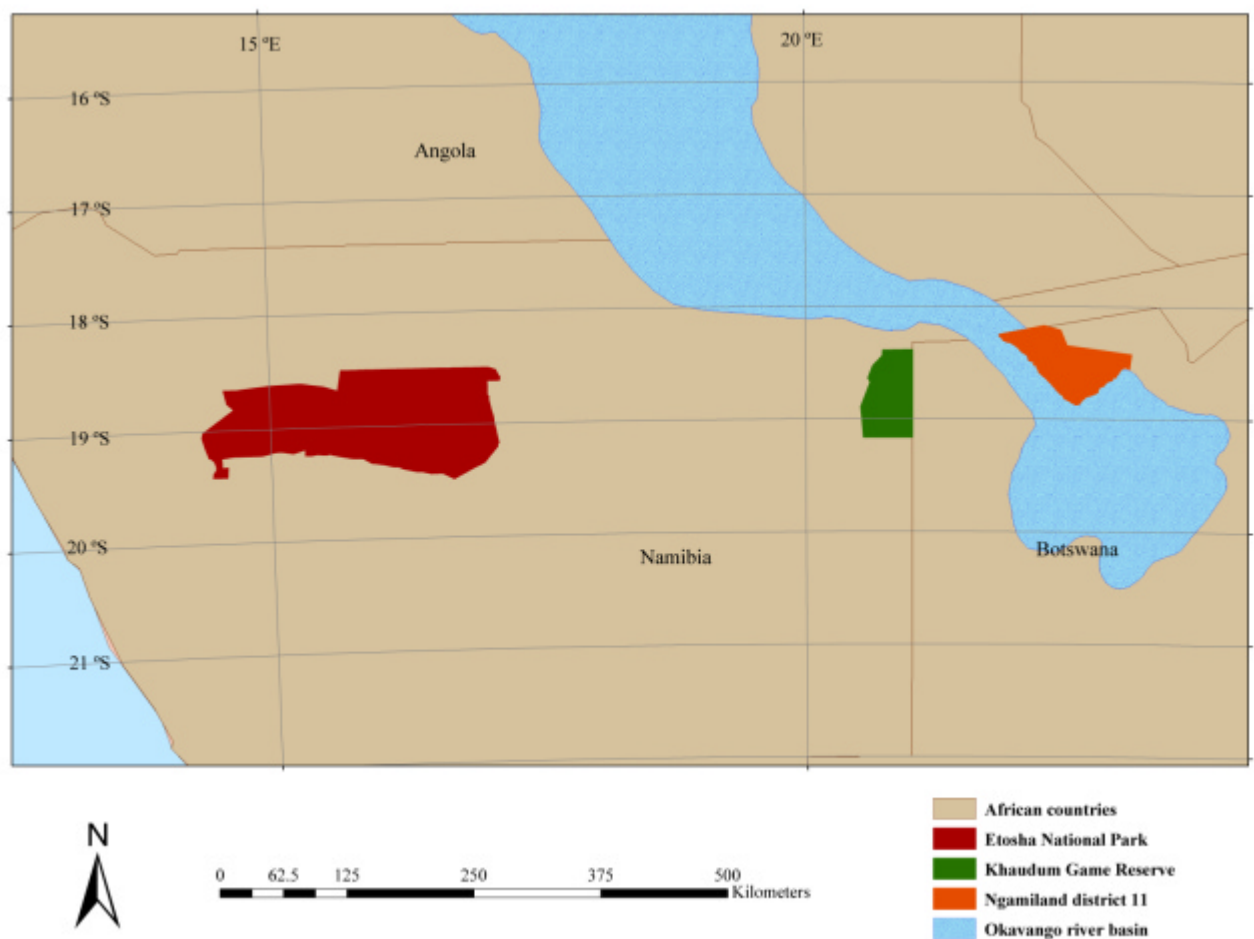 15 ºE
20 ºE
16 ºS
Angola
17 ºS
18 ºS
19 ºS
20 ºS
Namibia
Botswana
21 ºS
N
0 62.5 125 250 375 500
Kilometers
African countries
Etosha National Park
Khaudum Game Reserve
Ngamiland district 11
Okavango river basin